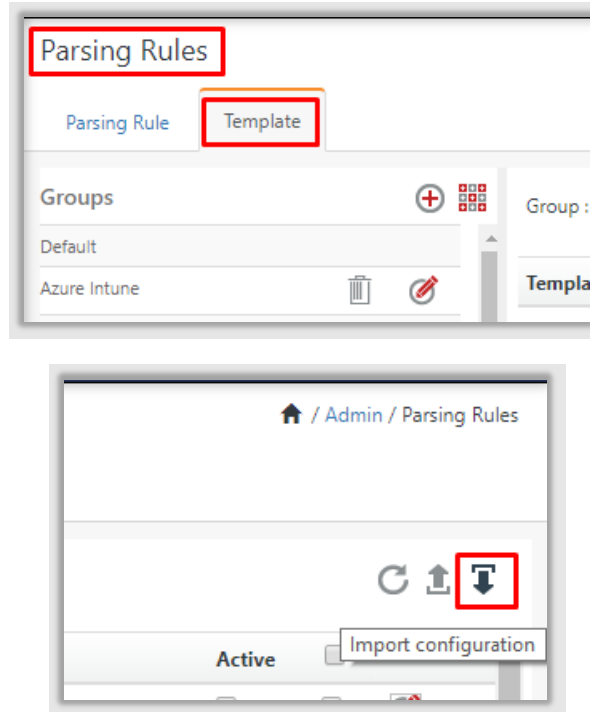 Parsing Rules
Parsing Rule Template
Groups
Group :
Default
Azure Intune
Templa
/ Admin / Parsing Rules
Import configuration
Active